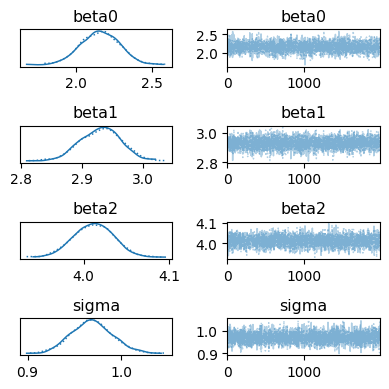 beta0 beta0
2.5
2.0
2.0 2.5 0 1000
beta1 beta1
3.0
2.8
2.8 2.9 3.0 0 1000
beta2 beta2
4.1
4.0
4.0 4.1 0 1000
sigma sigma
1.0
0.9
0.9 1.0 0 1000